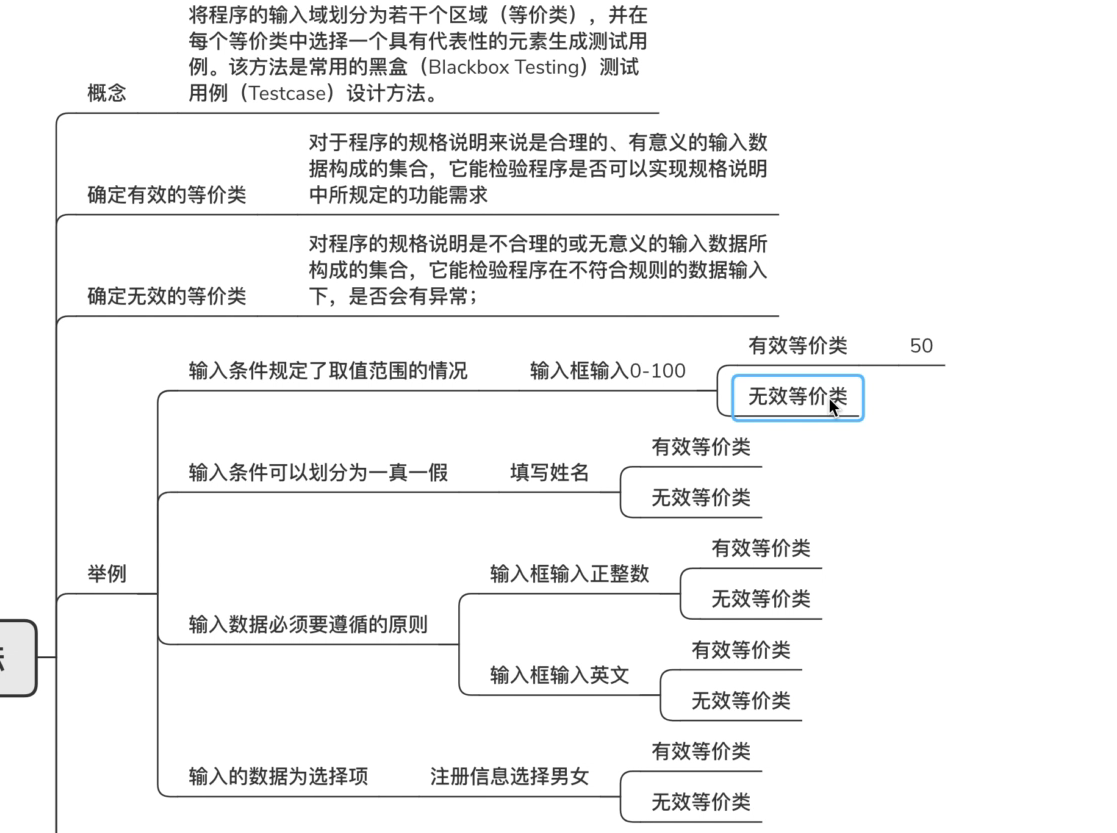 将程序的输入域划分为若干个区域（等价类），并在
每个等价类中选择一个具有代表性的元素生成测试用
例。该方法是常用的黑盒（Blackbox Testing）测试
用例（Testcase）设计方法。
概念
对于程序的规格说明来说是合理的、有意义的输入数
据构成的集合，它能检验程序是否可以实现规格说明
中所规定的功能需求
确定有效的等价类
对程序的规格说明是不合理的或无意义的输入数据所
构成的集合，它能检验程序在不符合规则的数据输入
下，是否会有异常；
确定无效的等价类
举例
输入条件规定了取值范围的情况
输入框输入0-100
有效等价类
50
无效等价类
输入条件可以划分为一真一假
填写姓名
有效等价类
无效等价类
输入数据必须要遵循的原则
输入框输入正整数
有效等价类
无效等价类
输入框输入英文
有效等价类
无效等价类
输入的数据为选择项
注册信息选择男女
有效等价类
无效等价类